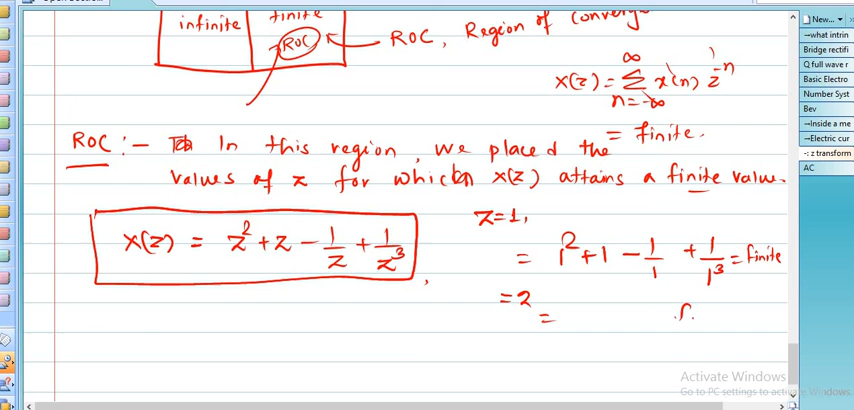 infinite finite
ROC ← ROC, Region of Converge
X(z) = ∞ Σ n=-∞ x(n) z^-n
= finite.
ROC :- In this region, we placed the
values of z for which X(z) attains a finite value.
X(z) = z² + z - 1/z + 1/z³ ,
z=1,
= 1² + 1 - 1/1 + 1/1³ = finite
= 2
=
Activate Windows
Go to PC settings to activate Windows
New...
→what intrin
Bridge rectifi
Q full wave r
Basic Electro
Number Syst
Bev
→Inside a me
→Electric cur
-: z transform
AC